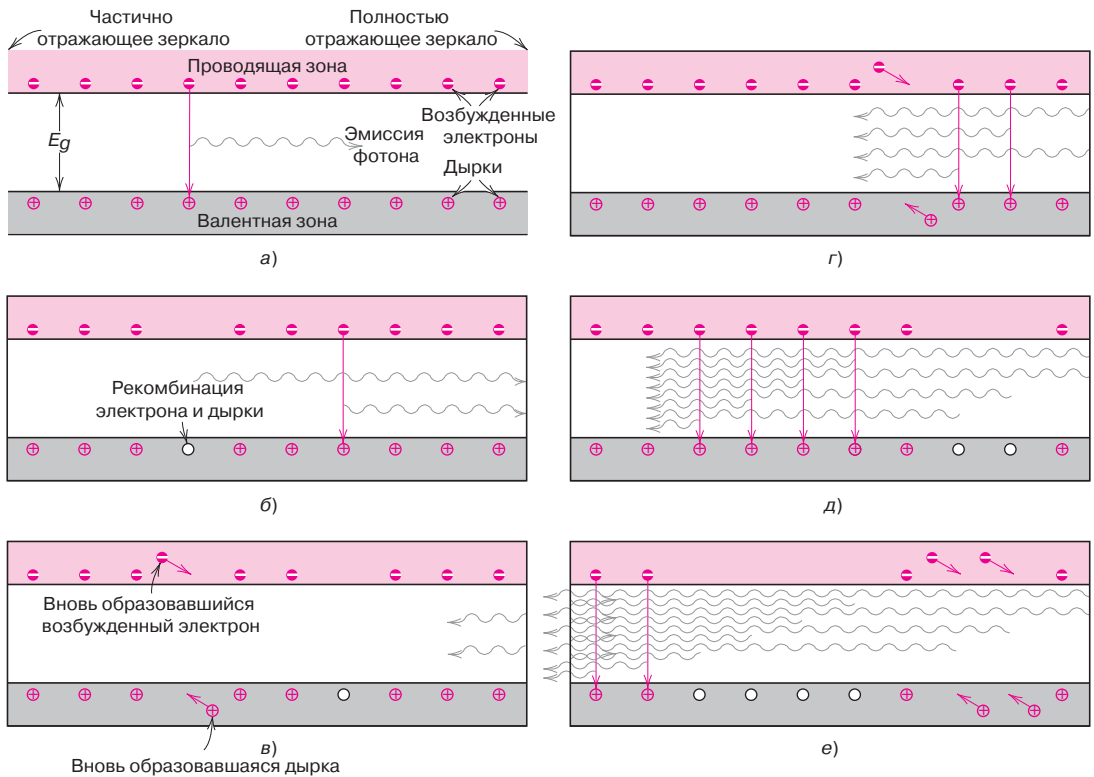 Частично
отражающее зеркало
Полностью
отражающее зеркало
Проводящая зона
Eg
Эмиссия
фотона
Возбужденные
электроны
Дырки
Валентная зона
а)
г)
Рекомбинация
электрона и дырки
б)
д)
Вновь образовавшийся
возбужденный электрон
в)
Вновь образовавшаяся дырка
е)